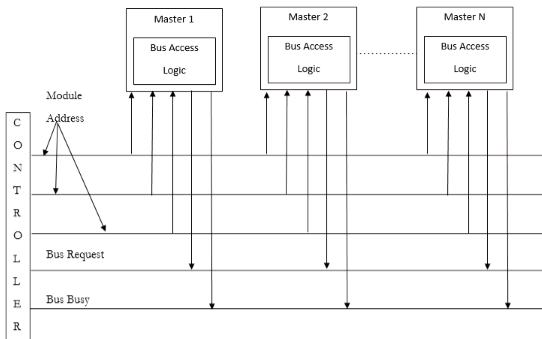 Master 1
Bus Access
Logic
Master 2
Bus Access
Logic
Master N
Bus Access
Logic
Module
Address
C
O
N
T
R
O
L
L
E
R
Bus Request
Bus Busy